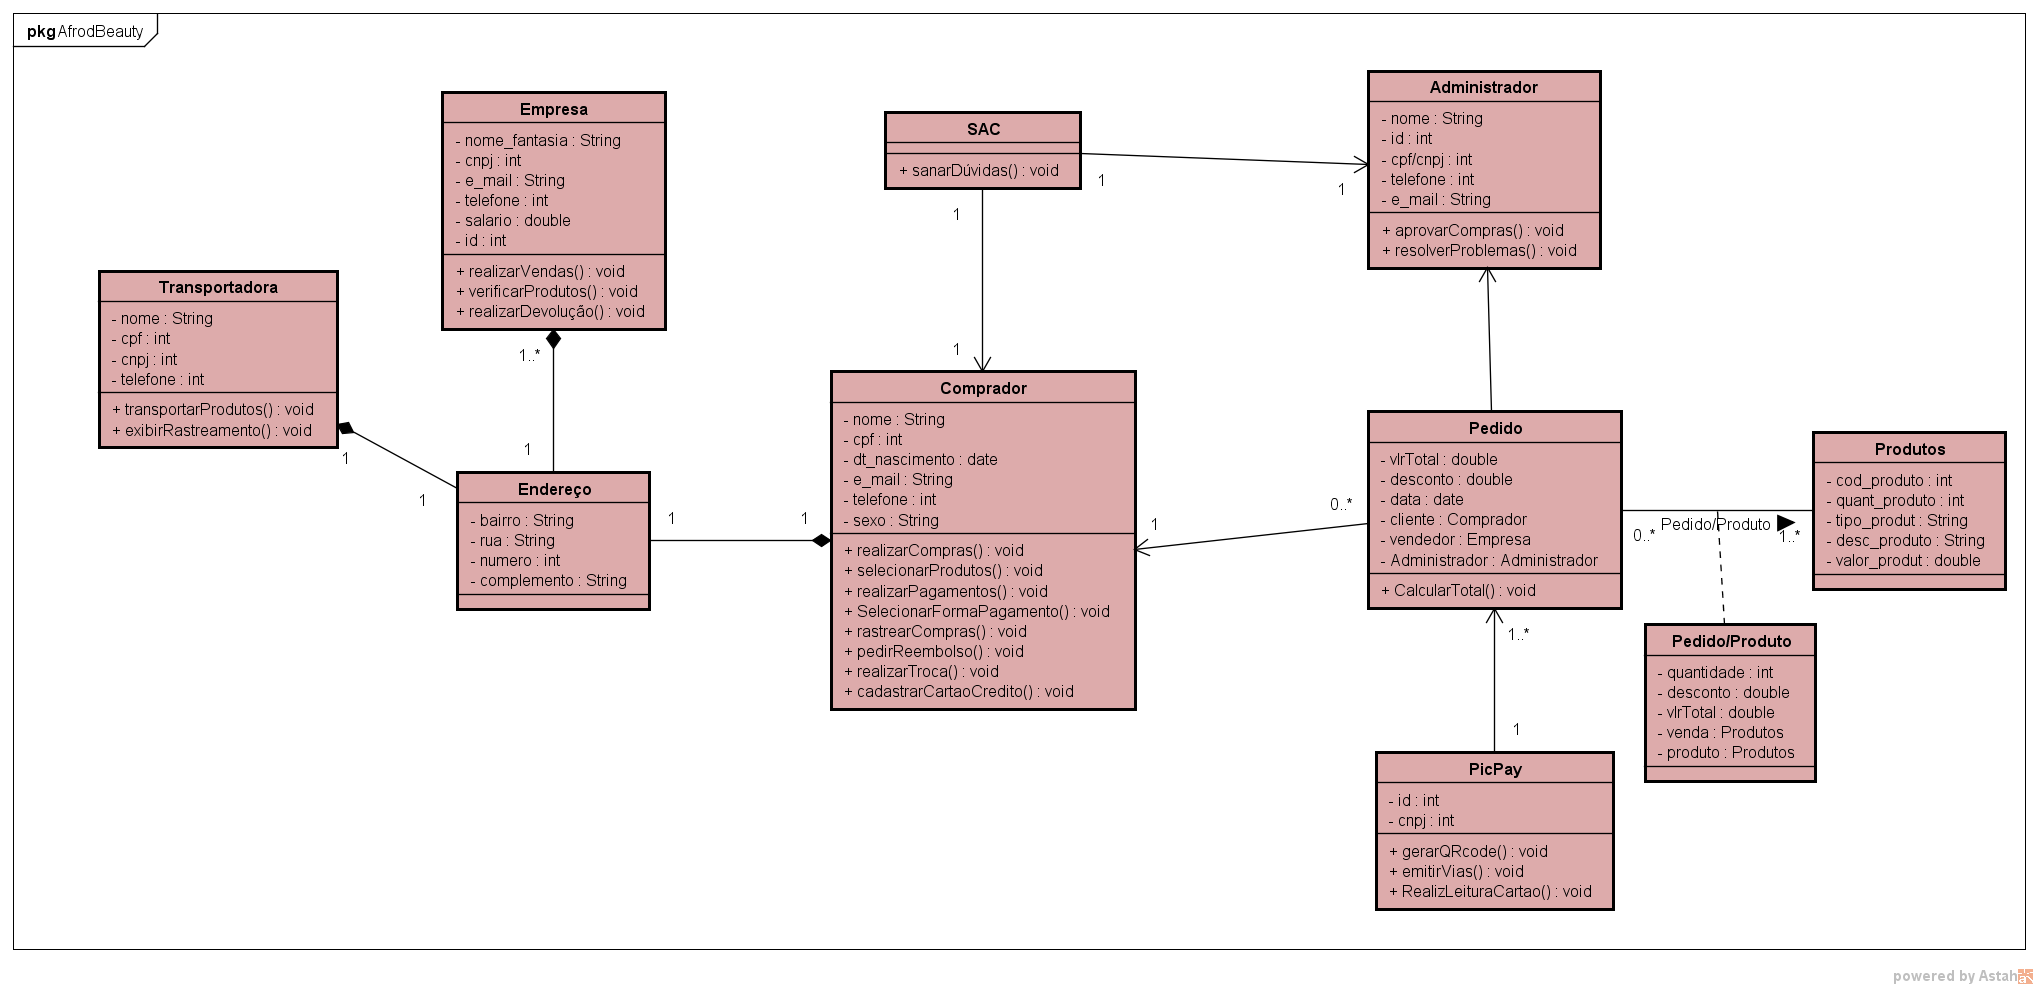 pkg AfrodBeauty
Empresa
- nome_fantasia : String
- cnpj : int
- e_mail : String
- telefone : int
- salario : double
- id : int
+ realizarVendas() : void
+ verificarProdutos() : void
+ realizarDevolução() : void
1..*
1
SAC
+ sanarDúvidas() : void
1
1
1
1
Administrador
- nome : String
- id : int
- cpf/cnpj : int
- telefone : int
- e_mail : String
+ aprovarCompras() : void
+ resolverProblemas() : void
Transportadora
- nome : String
- cpf : int
- cnpj : int
- telefone : int
+ transportarProdutos() : void
+ exibirRastreamento() : void
1
1
Endereço
- bairro : String
- rua : String
- numero : int
- complemento : String
1
1
Comprador
- nome : String
- cpf : int
- dt_nascimento : date
- e_mail : String
- telefone : int
- sexo : String
+ realizarCompras() : void
+ selecionarProdutos() : void
+ realizarPagamentos() : void
+ SelecionarFormaPagamento() : void
+ rastrearCompras() : void
+ pedirReembolso() : void
+ realizarTroca() : void
+ cadastrarCartaoCredito() : void
1
0..*
Pedido
- vlrTotal : double
- desconto : double
- data : date
- cliente : Comprador
- vendedor : Empresa
- Administrador : Administrador
+ CalcularTotal() : void
0..*
Pedido/Produto
1..*
Produtos
- cod_produto : int
- quant_produto : int
- tipo_produt : String
- desc_produto : String
- valor_produt : double
Pedido/Produto
- quantidade : int
- desconto : double
- vlrTotal : double
- venda : Produtos
- produto : Produtos
1..*
1
PicPay
- id : int
- cnpj : int
+ gerarQRcode() : void
+ emitirVias() : void
+ RealizLeituraCartao() : void
powered by Astah